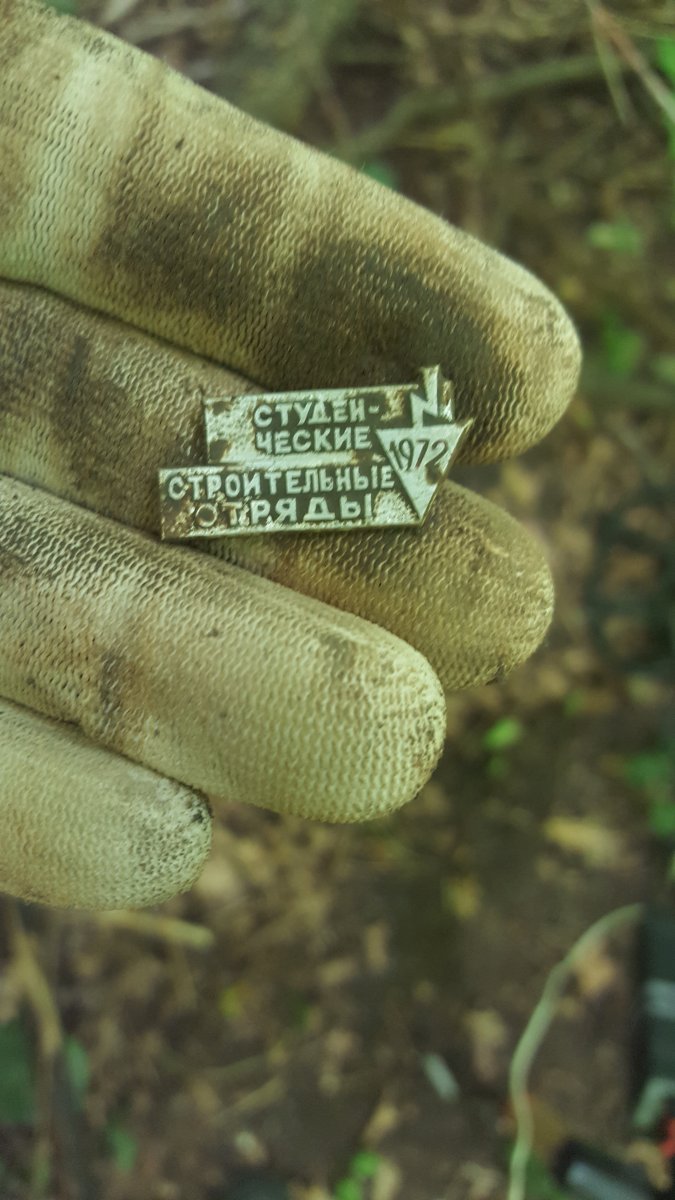 СТУДЕН-
ЧЕСКИЕ
1972
СТРОИТЕЛЬНЫЕ
ОТРЯДЫ